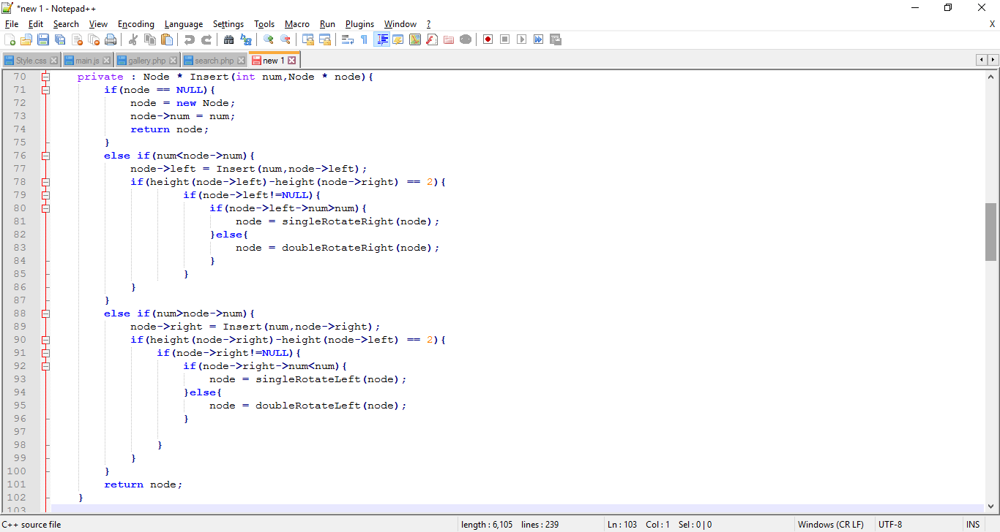 *new 1 - Notepad++
File Edit Search View Encoding Language Settings Tools Macro Run Plugins Window ? X
Style.css main.js gallery.php search.php new 1
70 private : Node * Insert(int num,Node * node){
71 if(node == NULL){
72 node = new Node;
73 node->num = num;
74 return node;
75 }
76 else if(num<node->num){
77 node->left = Insert(num,node->left);
78 if(height(node->left)-height(node->right) == 2){
79 if(node->left!=NULL){
80 if(node->left->num>num){
81 node = singleRotateRight(node);
82 }else{
83 node = doubleRotateRight(node);
84 }
85 }
86 }
87 }
88 else if(num>node->num){
89 node->right = Insert(num,node->right);
90 if(height(node->right)-height(node->left) == 2){
91 if(node->right!=NULL){
92 if(node->right->num<num){
93 node = singleRotateLeft(node);
94 }else{
95 node = doubleRotateLeft(node);
96 }
97
98 }
99 }
100 }
101 return node;
102 }
103
C++ source file length : 6,105 lines : 239 Ln : 103 Col : 1 Sel : 0 | 0 Windows (CR LF) UTF-8 INS